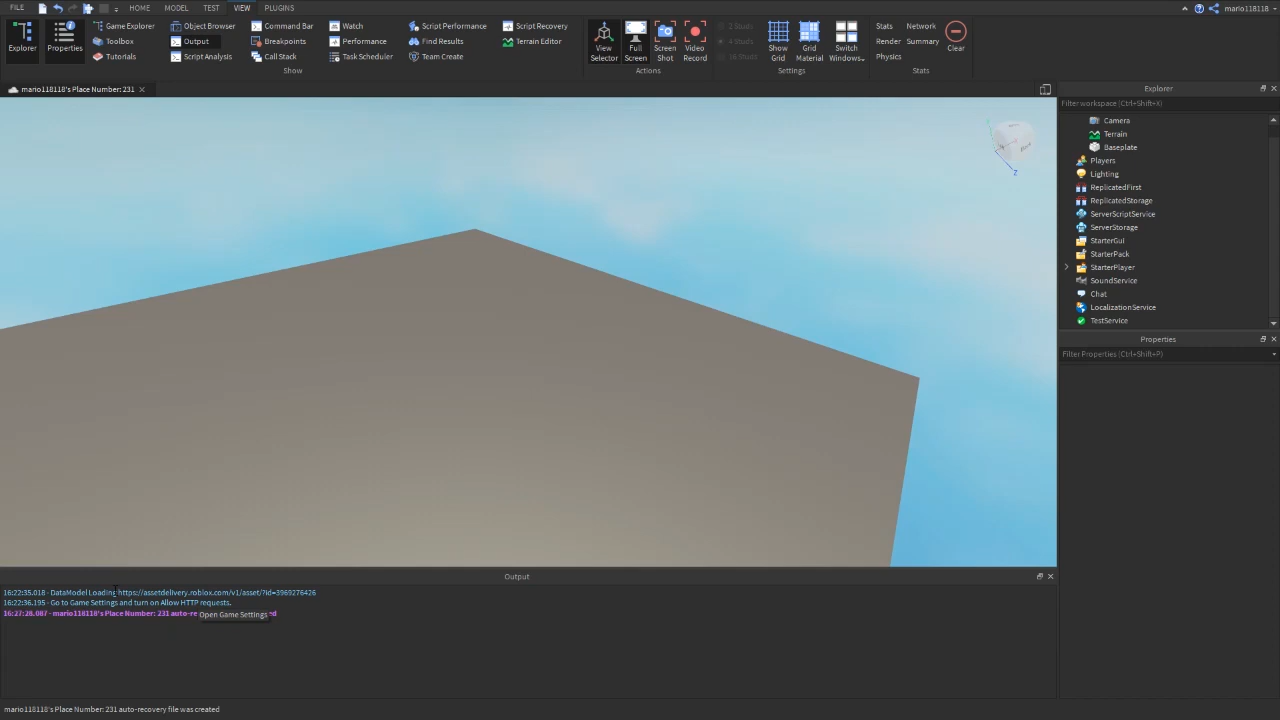 FILE HOME MODEL TEST VIEW PLUGINS mario118118
Explorer
Properties
Game Explorer
Toolbox
Tutorials
Object Browser
Output
Script Analysis
Command Bar
Breakpoints
Call Stack
Watch
Performance
Task Scheduler
Script Performance
Find Results
Team Create
Script Recovery
Terrain Editor
Show
View
Selector
Full
Screen
Screen
Shot
Video
Record
Actions
2 Studs
4 Studs
16 Studs
Show
Grid
Grid
Material
Switch
Windows
Settings
Stats
Render
Physics
Network
Summary
Clear
Stats
mario118118's Place Number: 231
Z
Explorer
Filter workspace (Ctrl+Shift+X)
Camera
Terrain
Baseplate
Players
Lighting
ReplicatedFirst
ReplicatedStorage
ServerScriptService
ServerStorage
StarterGui
StarterPack
StarterPlayer
SoundService
Chat
LocalizationService
TestService
Properties
Filter Properties (Ctrl+Shift+P)
Output
16:22:35.018 - DataModel Loading https://assetdelivery.roblox.com/v1/asset/?id=3969276426
16:22:36.195 - Go to Game Settings and turn on Allow HTTP requests.
16:27:28.087 - mario118118's Place Number: 231 auto-re
Open Game Settings
mario118118's Place Number: 231 auto-recovery file was created